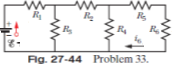 R₁
R₂
R₅
ℰ
R₃
R₄
R₆
i₆
Fig. 27-44 Problem 33.